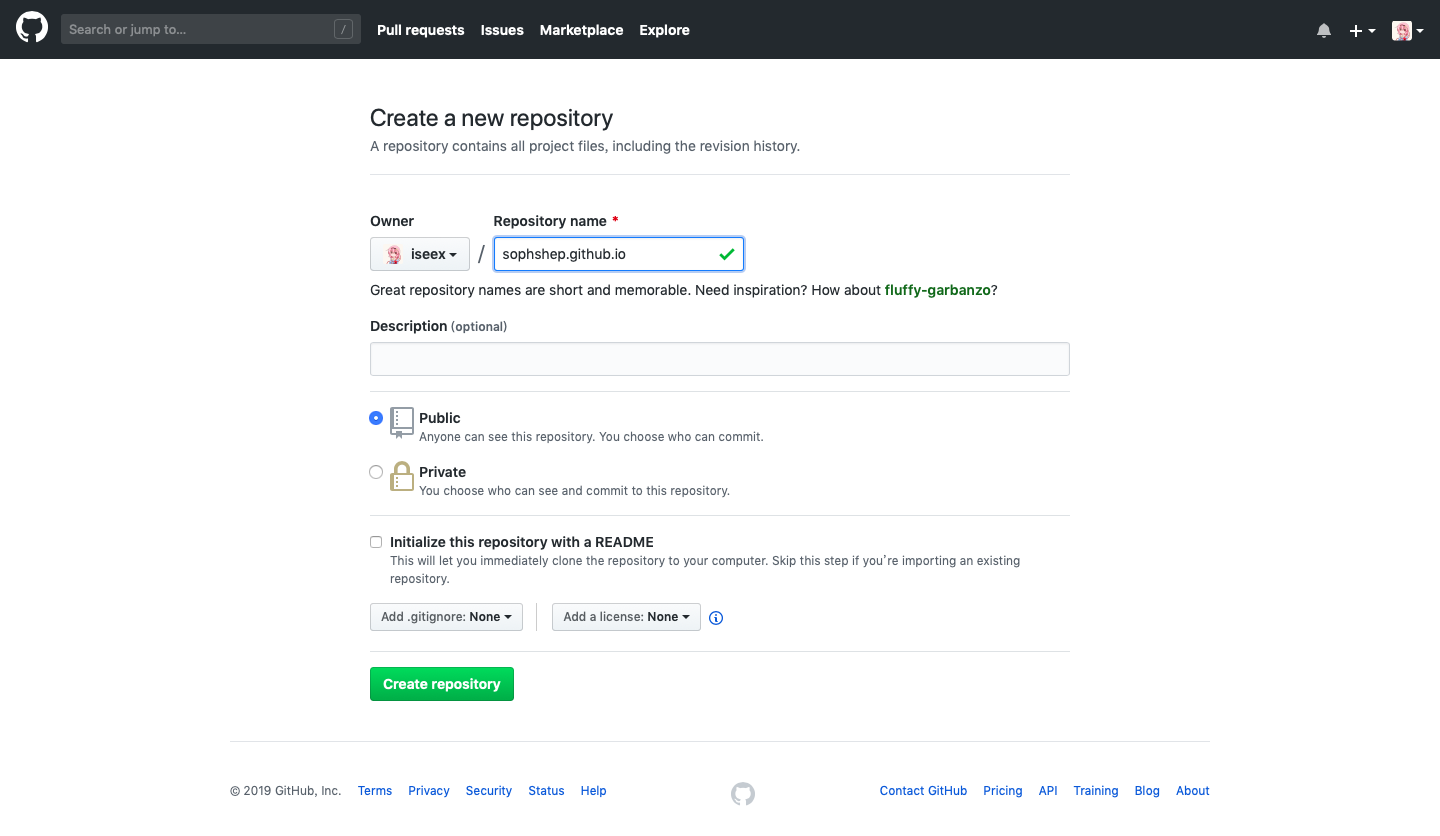 Search or jump to… /
Pull requests Issues Marketplace Explore
Create a new repository
A repository contains all project files, including the revision history.
Owner Repository name *
iseex / sophshep.github.io
Great repository names are short and memorable. Need inspiration? How about fluffy-garbanzo?
Description (optional)
Public
Anyone can see this repository. You choose who can commit.
Private
You choose who can see and commit to this repository.
Initialize this repository with a README
This will let you immediately clone the repository to your computer. Skip this step if you’re importing an existing
repository.
Add .gitignore: None Add a license: None
Create repository
© 2019 GitHub, Inc. Terms Privacy Security Status Help Contact GitHub Pricing API Training Blog About